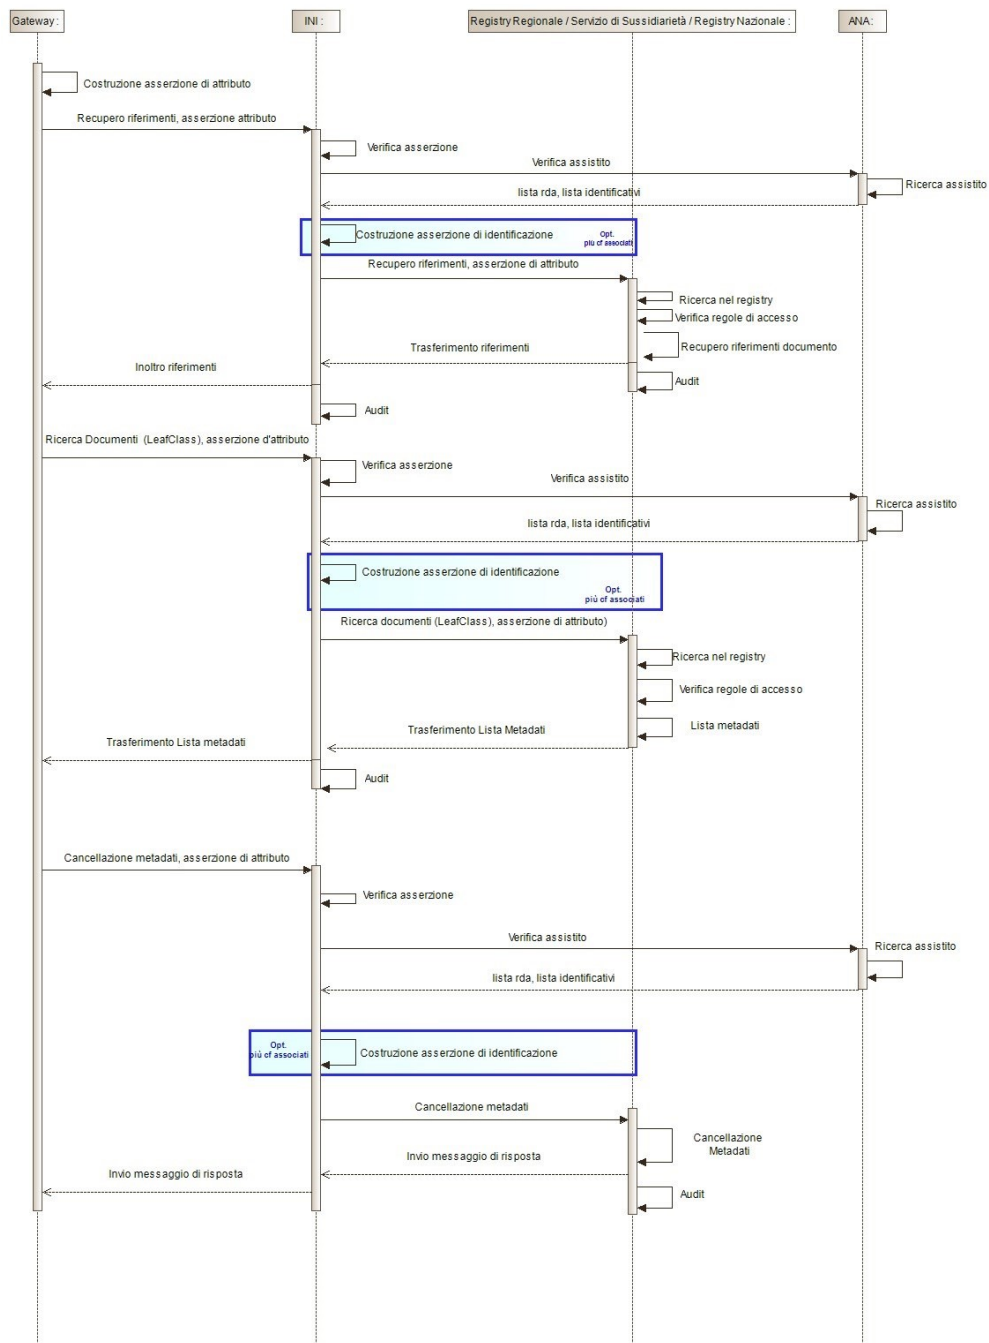 Gateway :
INI :
Registry Regionale / Servizio di Sussidiarietà / Registry Nazionale :
ANA :
Costruzione asserzione di attributo
Recupero riferimenti, asserzione attributo
Verifica asserzione
Verifica assistito
Ricerca assistito
lista rda, lista identificativi
Costruzione asserzione di identificazione
Opt.
più cf associati
Recupero riferimenti, asserzione di attributo
Ricerca nel registry
Verifica regole di accesso
Recupero riferimenti documento
Trasferimento riferimenti
Inoltro riferimenti
Audit
Audit
Ricerca Documenti (LeafClass), asserzione d'attributo
Verifica asserzione
Verifica assistito
Ricerca assistito
lista rda, lista identificativi
Costruzione asserzione di identificazione
Opt.
più cf associati
Ricerca documenti (LeafClass), asserzione di attributo)
Ricerca nel registry
Verifica regole di accesso
Lista metadati
Trasferimento Lista Metadati
Trasferimento Lista metadati
Audit
Cancellazione metadati, asserzione di attributo
Verifica asserzione
Verifica assistito
Ricerca assistito
lista rda, lista identificativi
Opt.
più cf associati
Costruzione asserzione di identificazione
Cancellazione metadati
Cancellazione
Metadati
Invio messaggio di risposta
Invio messaggio di risposta
Audit